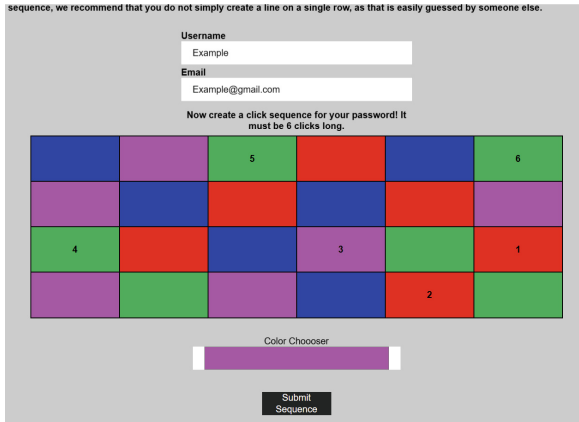 sequence, we recommend that you do not simply create a line on a single row, as that is easily guessed by someone else.
Username
Example
Email
Example@gmail.com
Now create a click sequence for your password! It
must be 6 clicks long.
5 6
4 3 1
2
Color Choooser
Submit
Sequence